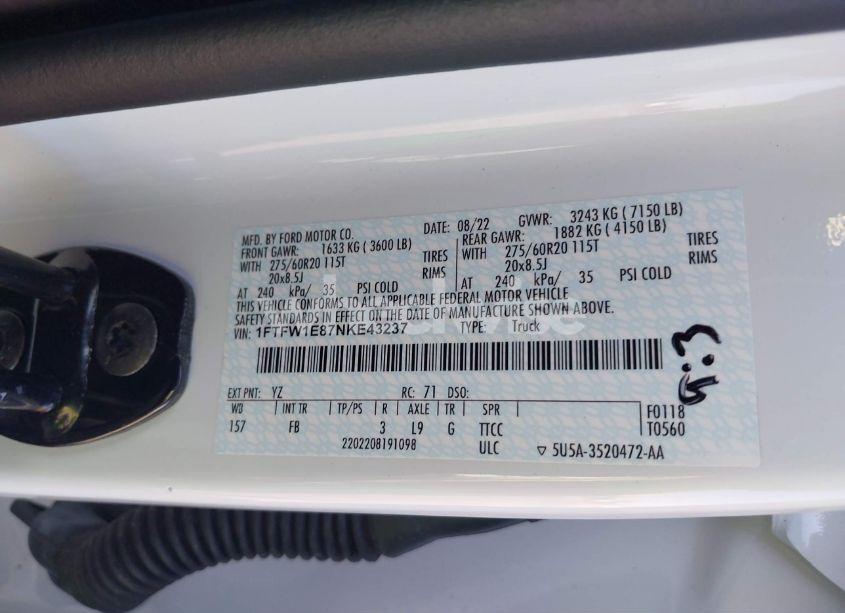 MFD. BY FORD MOTOR CO. DATE: 08/22 GVWR: 3243 KG ( 7150 LB)
FRONT GAWR: 1633 KG ( 3600 LB) REAR GAWR: 1882 KG ( 4150 LB)
WITH 275/60R20 115T TIRES WITH 275/60R20 115T TIRES
20x8.5J RIMS 20x8.5J RIMS
AT 240 kPa/ 35 PSI COLD AT 240 kPa/ 35 PSI COLD
THIS VEHICLE CONFORMS TO ALL APPLICABLE FEDERAL MOTOR VEHICLE
SAFETY STANDARDS IN EFFECT ON THE DATE OF MANUFACTURE SHOWN ABOVE.
VIN: 1FTFW1E87NKE43237 TYPE: Truck
EXT PNT: YZ RC: 71 DSO:
WB INT TR TP/PS R AXLE TR SPR F0118
157 FB 3 L9 G TTCC T0560
2202208191098 ULC 5U5A-3520472-AA